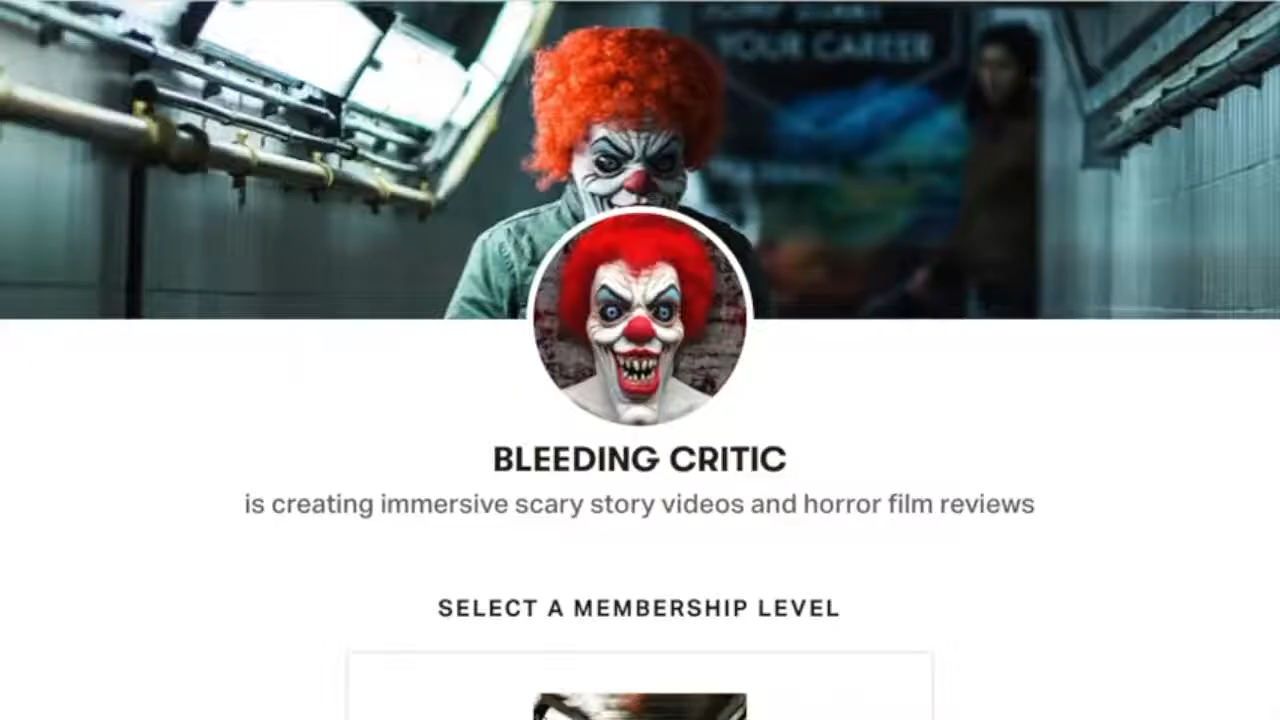 YOUR CAREER
BLEEDING CRITIC
is creating immersive scary story videos and horror film reviews
SELECT A MEMBERSHIP LEVEL